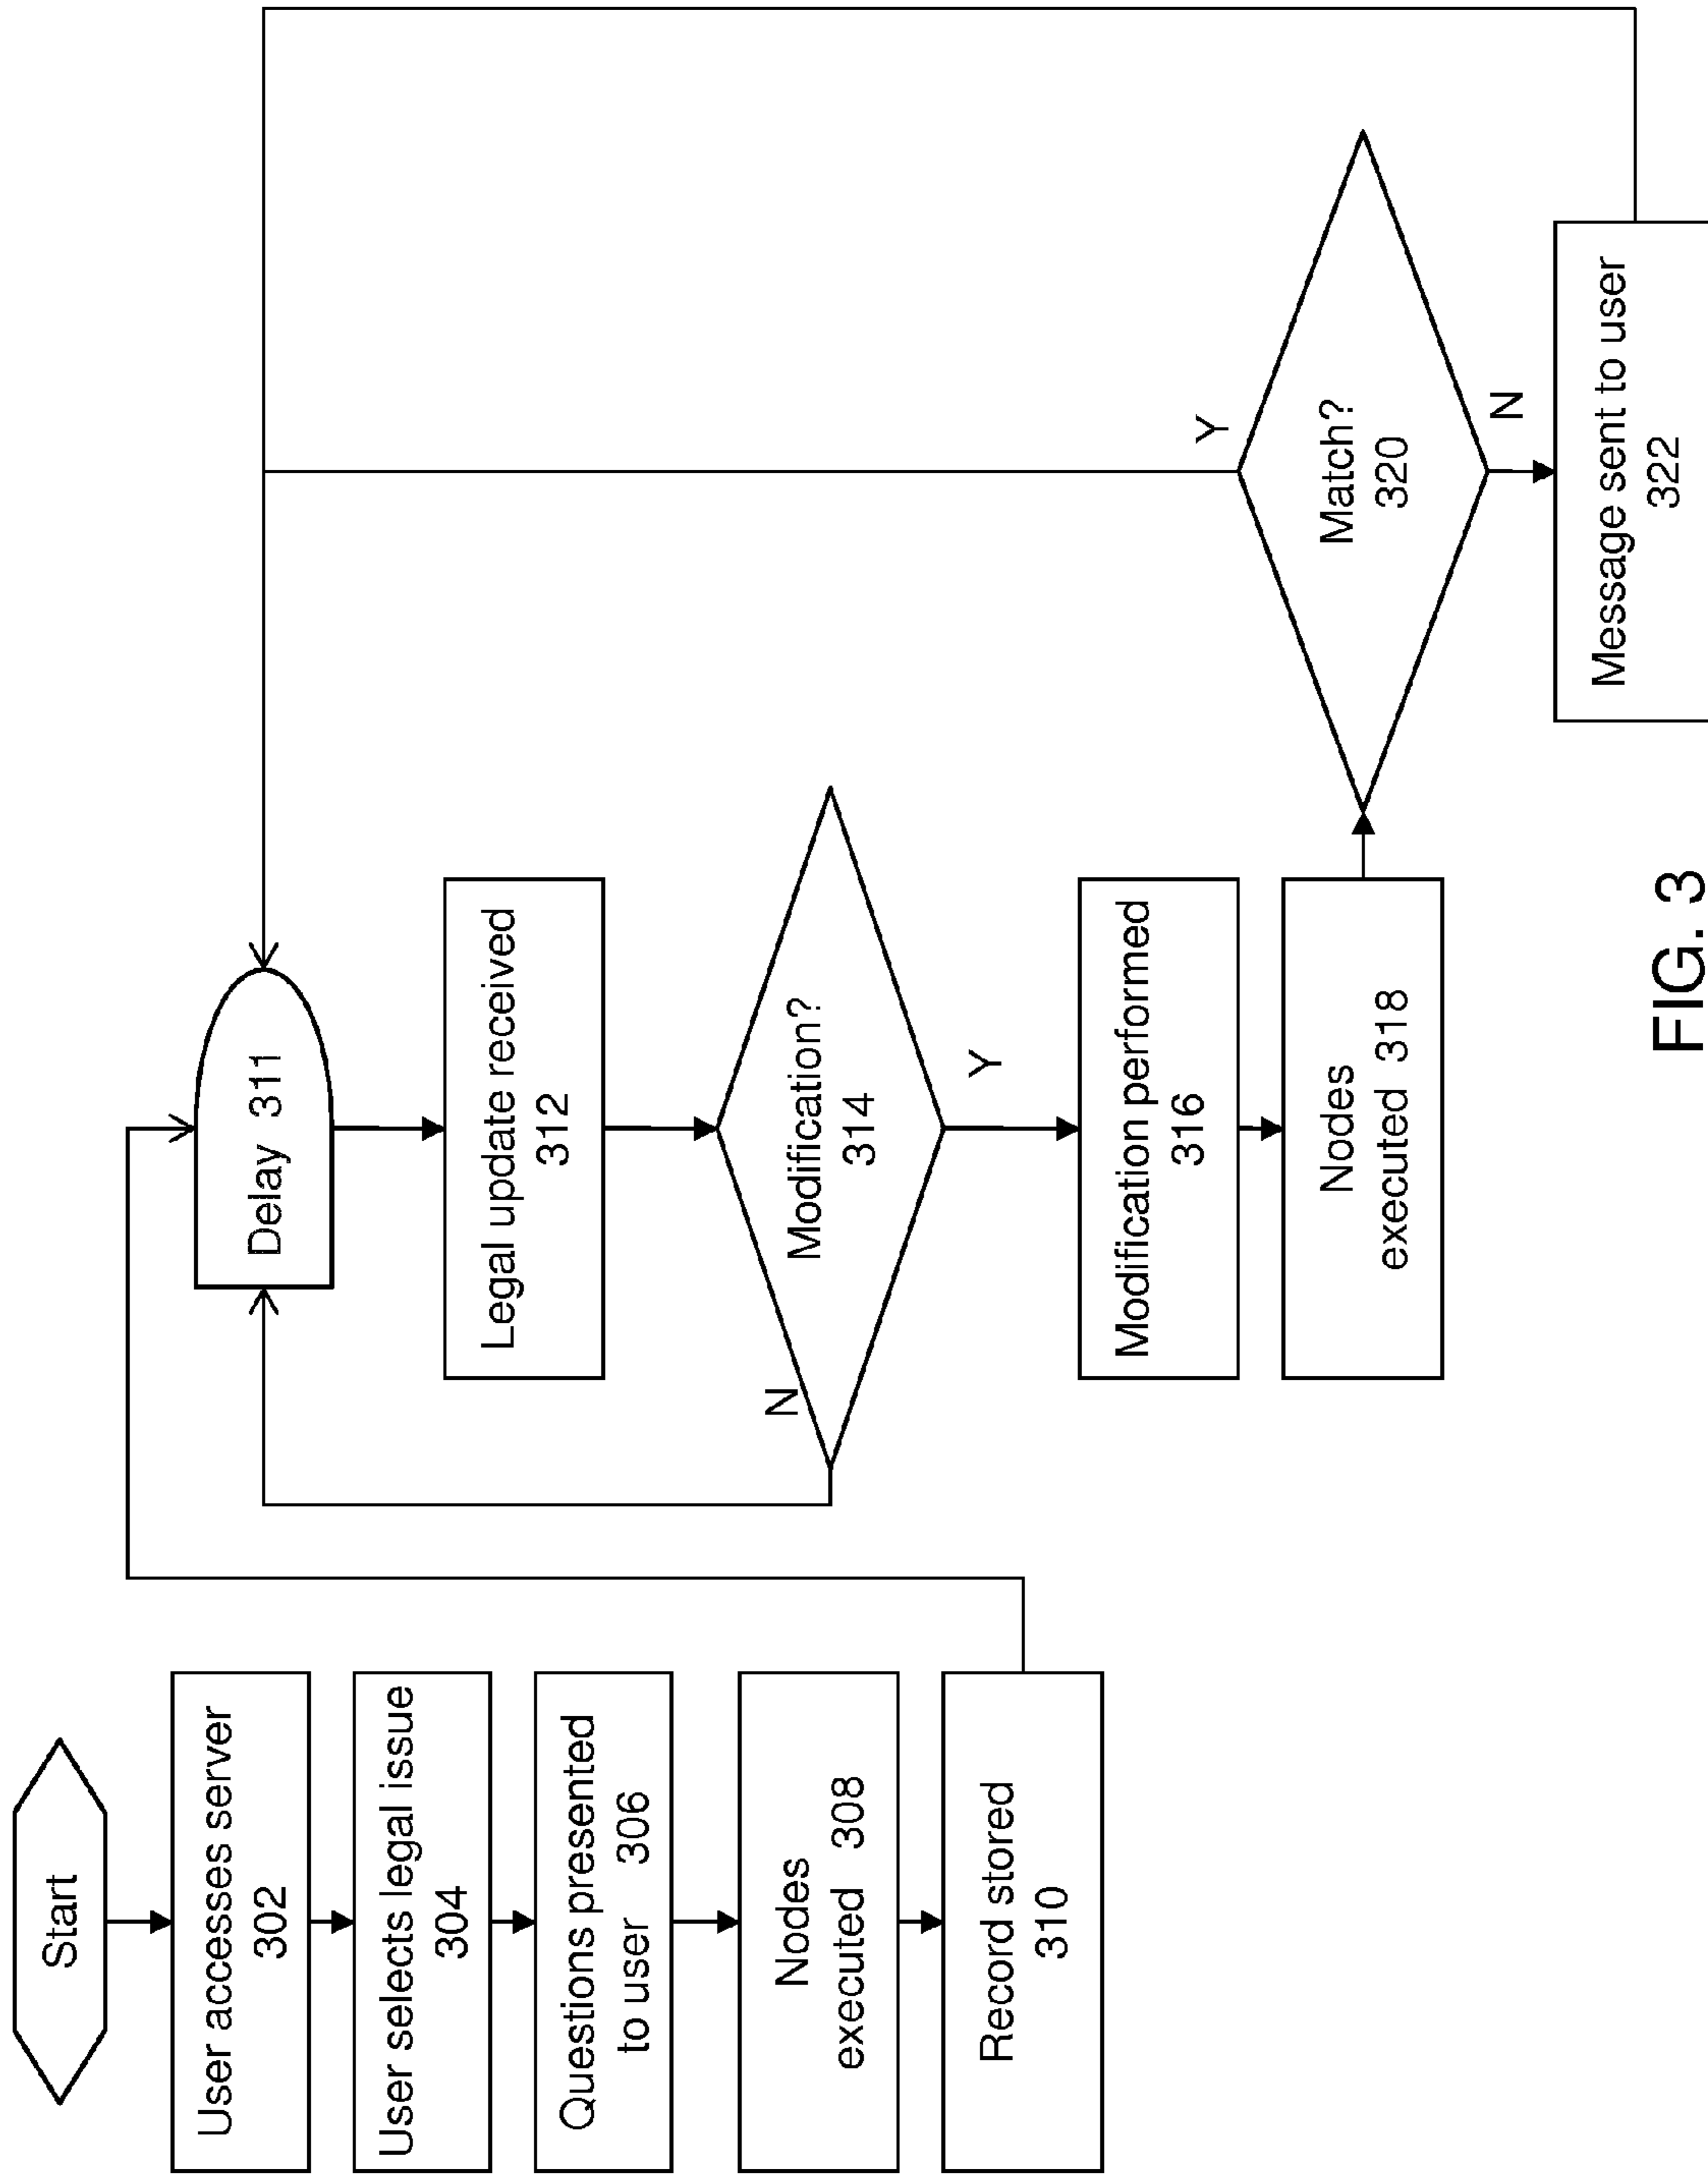 Start
User accesses server
302
User selects legal issue
304
Questions presented
to user 306
Nodes
executed 308
Record stored
310
Delay 311
Legal update received
312
N
Modification?
314
Y
Modification performed
316
Nodes
executed 318
Y
Match?
320
N
Message sent to user
322
FIG. 3